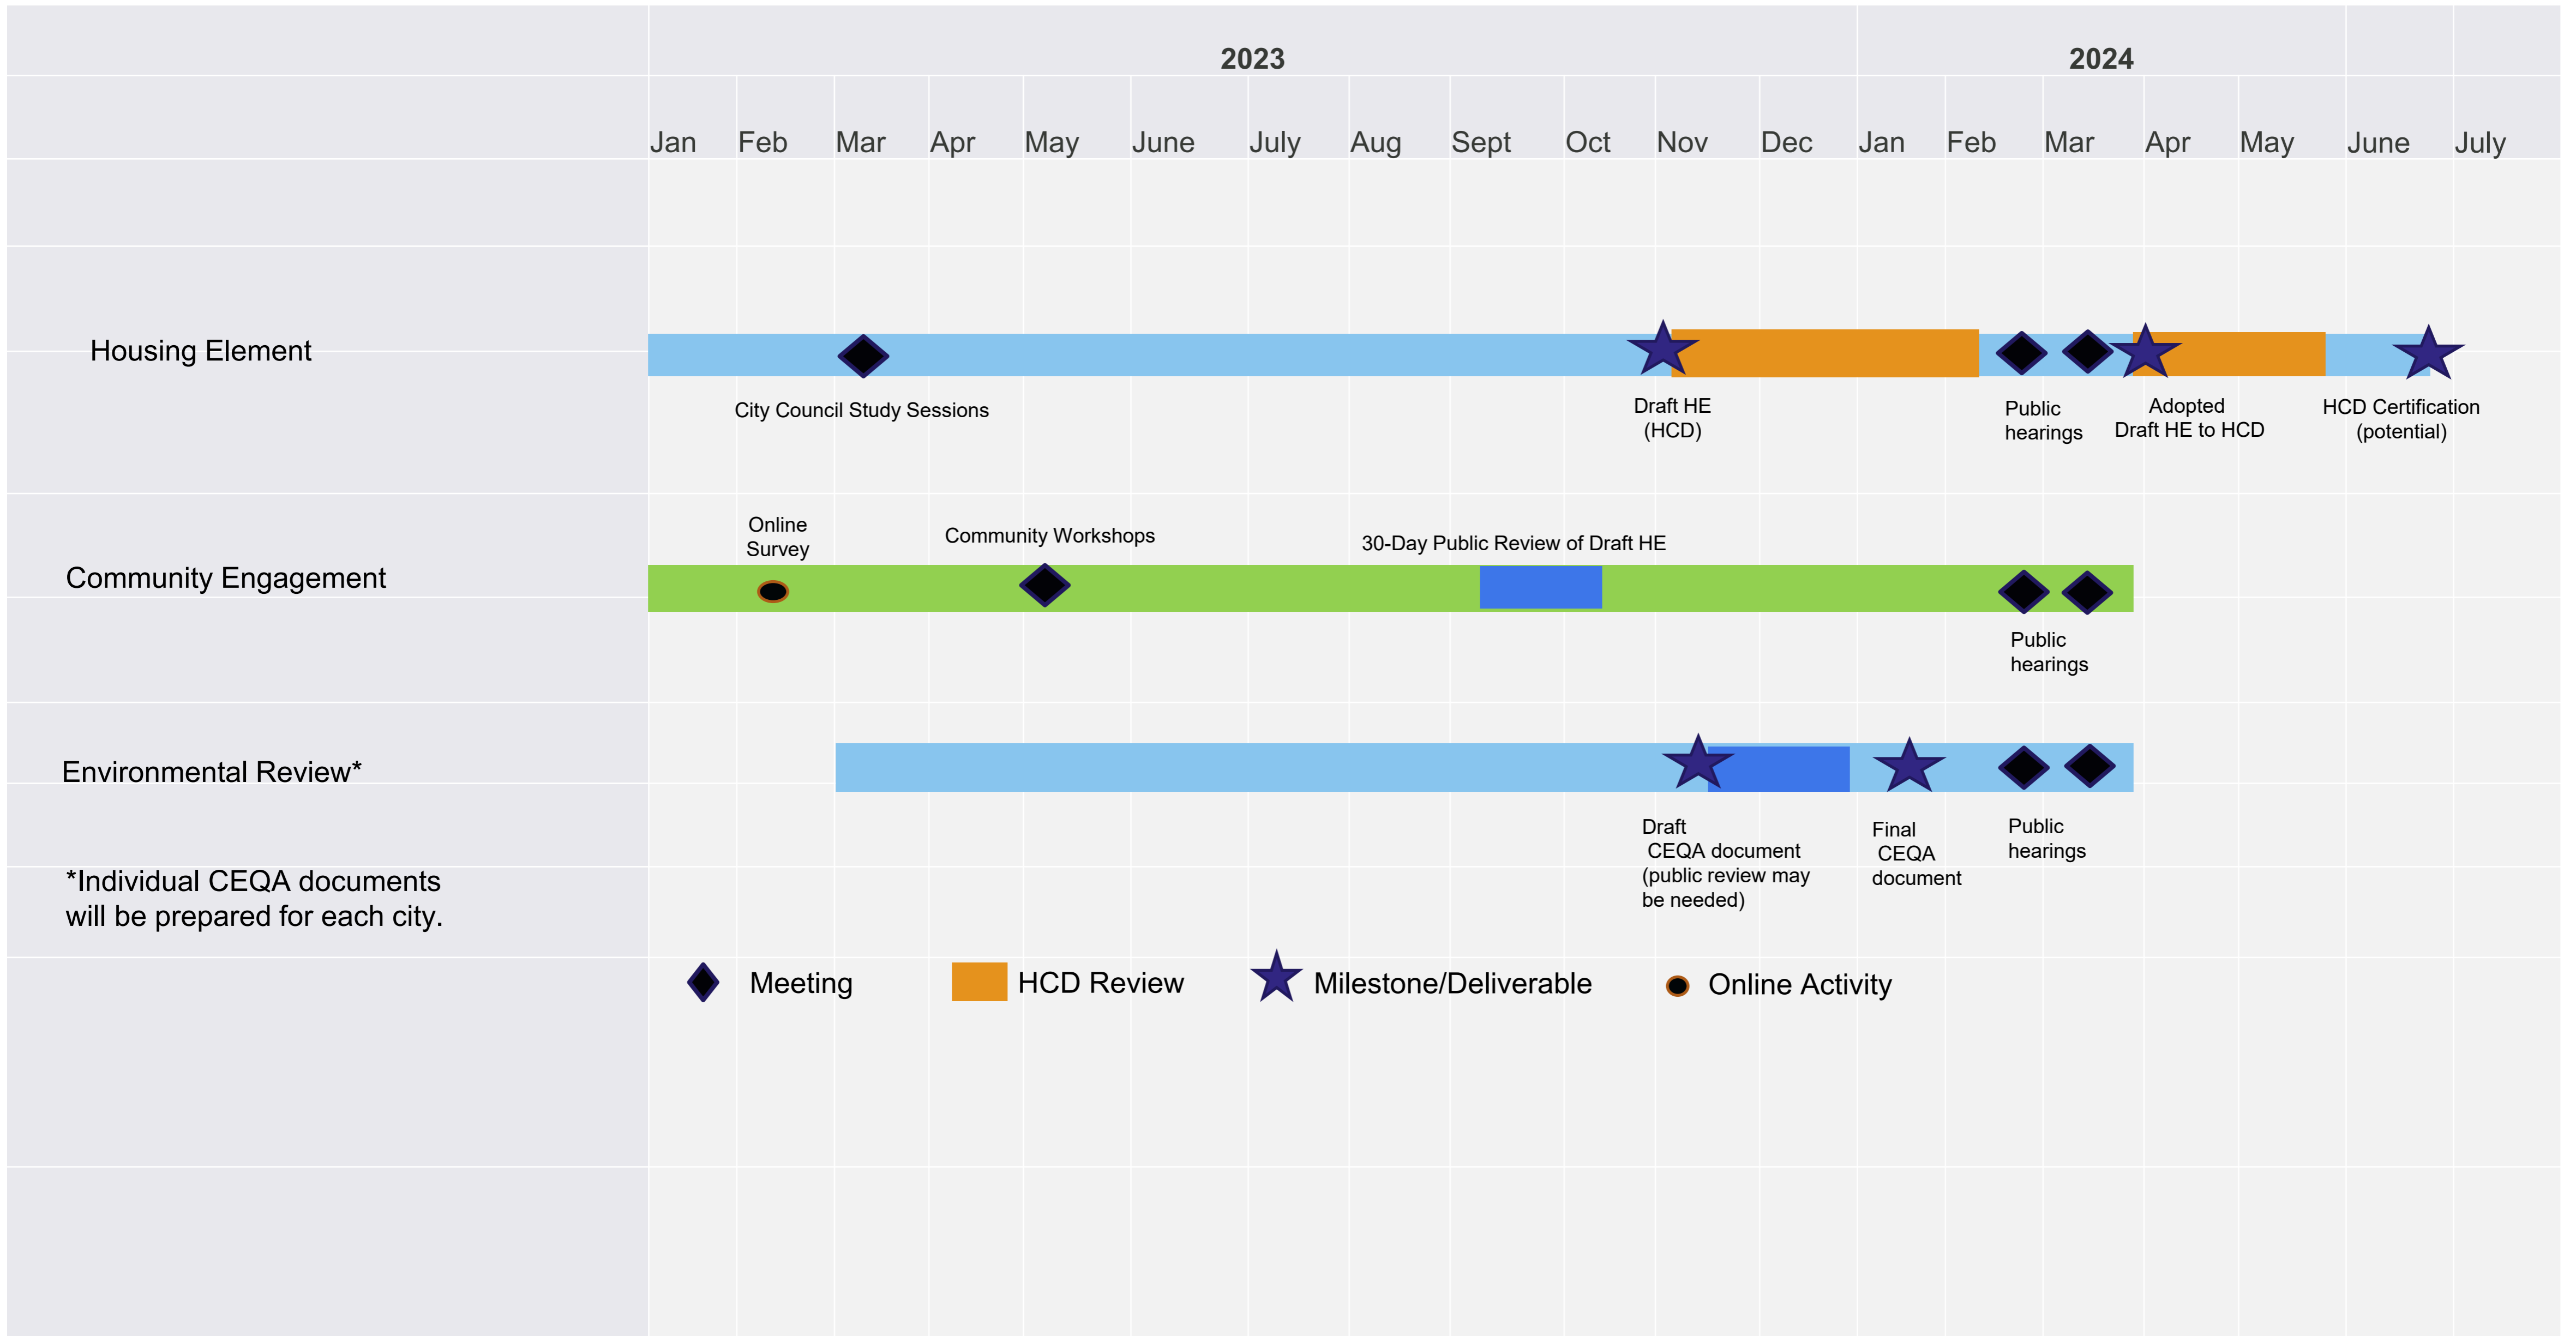 2023
2024
Jan Feb Mar Apr May June July Aug Sept Oct Nov Dec Jan Feb Mar Apr May June July
Housing Element
City Council Study Sessions
Draft HE
(HCD)
Public
hearings
Adopted
Draft HE to HCD
HCD Certification
(potential)
Online
Survey
Community Workshops
30-Day Public Review of Draft HE
Community Engagement
Public
hearings
Environmental Review*
Draft
CEQA document
(public review may
be needed)
Final
CEQA
document
Public
hearings
*Individual CEQA documents
will be prepared for each city.
Meeting
HCD Review
Milestone/Deliverable
Online Activity